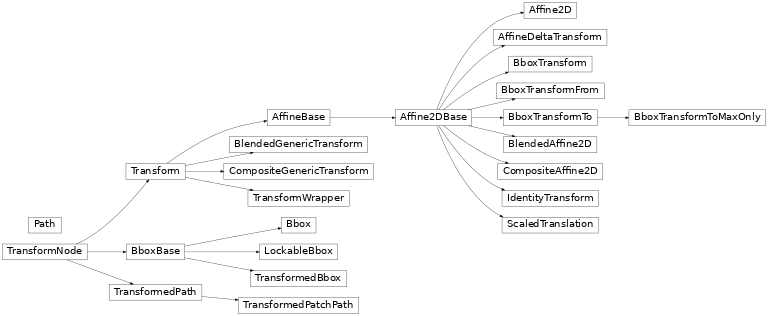 Affine2D
AffineDeltaTransform
BboxTransform
BboxTransformFrom
AffineBase
Affine2DBase
BboxTransformTo
BboxTransformToMaxOnly
BlendedGenericTransform
BlendedAffine2D
Transform
CompositeGenericTransform
CompositeAffine2D
TransformWrapper
IdentityTransform
Path
Bbox
ScaledTranslation
TransformNode
BboxBase
LockableBbox
TransformedBbox
TransformedPath
TransformedPatchPath